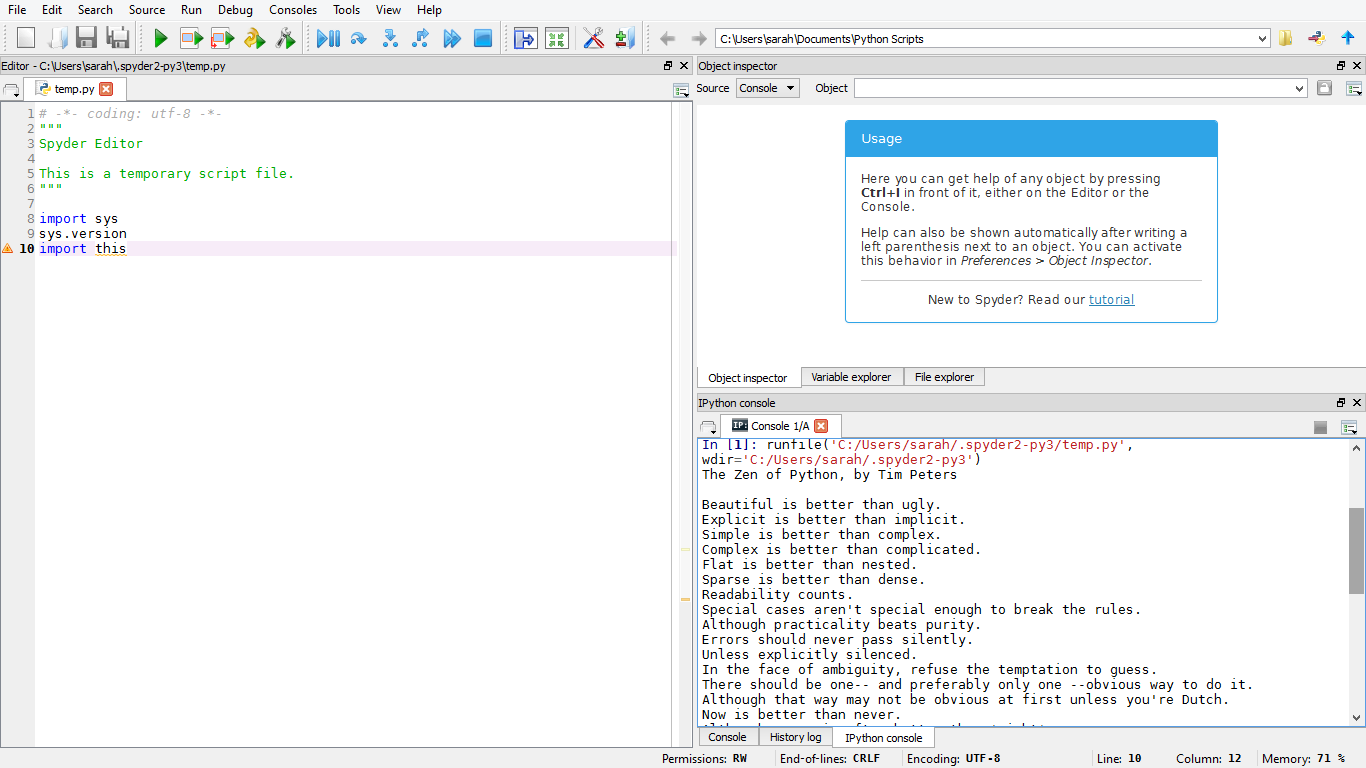 File Edit Search Source Run Debug Consoles Tools View Help
C:\Users\sarah\Documents\Python Scripts
Editor - C:\Users\sarah\.spyder2-py3\temp.py
temp.py
1 # -*- coding: utf-8 -*-
2 """
3 Spyder Editor
4
5 This is a temporary script file.
6 """
7
8 import sys
9 sys.version
10 import this
Object inspector
Source Console Object
Usage
Here you can get help of any object by pressing
Ctrl+I in front of it, either on the Editor or the
Console.
Help can also be shown automatically after writing a
left parenthesis next to an object. You can activate
this behavior in Preferences > Object Inspector.
New to Spyder? Read our tutorial
Object inspector Variable explorer File explorer
IPython console
IP: Console 1/A
In [1]: runfile('C:/Users/sarah/.spyder2-py3/temp.py',
wdir='C:/Users/sarah/.spyder2-py3')
The Zen of Python, by Tim Peters
Beautiful is better than ugly.
Explicit is better than implicit.
Simple is better than complex.
Complex is better than complicated.
Flat is better than nested.
Sparse is better than dense.
Readability counts.
Special cases aren't special enough to break the rules.
Although practicality beats purity.
Errors should never pass silently.
Unless explicitly silenced.
In the face of ambiguity, refuse the temptation to guess.
There should be one-- and preferably only one --obvious way to do it.
Although that way may not be obvious at first unless you're Dutch.
Now is better than never.
Console History log IPython console
Permissions: RW End-of-lines: CRLF Encoding: UTF-8 Line: 10 Column: 12 Memory: 71 %